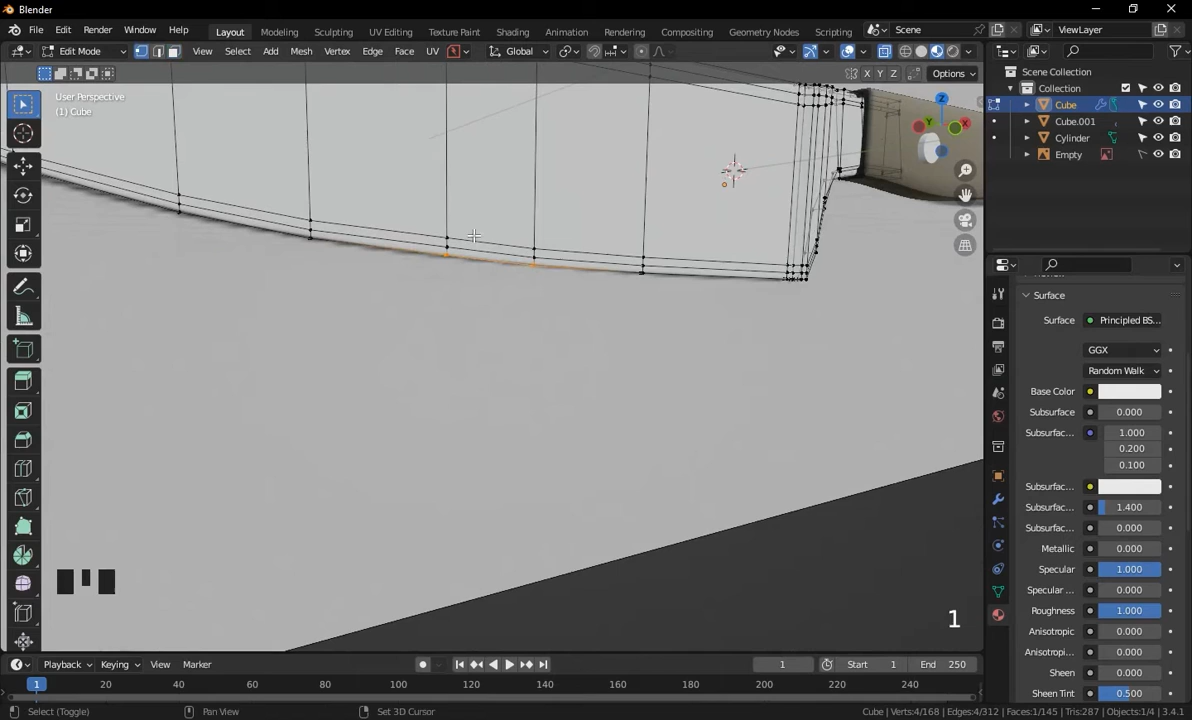 Blender
File Edit Render Window Help Layout Modeling Sculpting UV Editing Texture Paint Shading Animation Rendering Compositing Geometry Nodes Scripting Scene ViewLayer
Edit Mode View Select Add Mesh Vertex Edge Face UV Global
X Y Z Options
User Perspective
(1) Cube
Z
Y X
Scene Collection
Collection
Cube
Cube.001
Cylinder
Empty
Surface
Surface Principled BS...
GGX
Random Walk
Base Color
Subsurface 0.000
Subsurfac... 1.000
0.200
0.100
Subsurfac...
Subsurfac... 1.400
Subsurfac... 0.000
Metallic 0.000
Specular 1.000
Specular ... 0.000
Roughness 1.000
Anisotropic 0.000
Anisotropi... 0.000
Sheen 0.000
Sheen Tint 0.500
1
Playback Keying View Marker 1 Start 1 End 250
1 20 40 60 80 100 120 140 160 180 200 220 240
Select (Toggle) Pan View Set 3D Cursor Cube | Verts:4/168 | Edges:4/312 | Faces:1/145 | Tris:287 | Objects:1/4 | 3.4.1